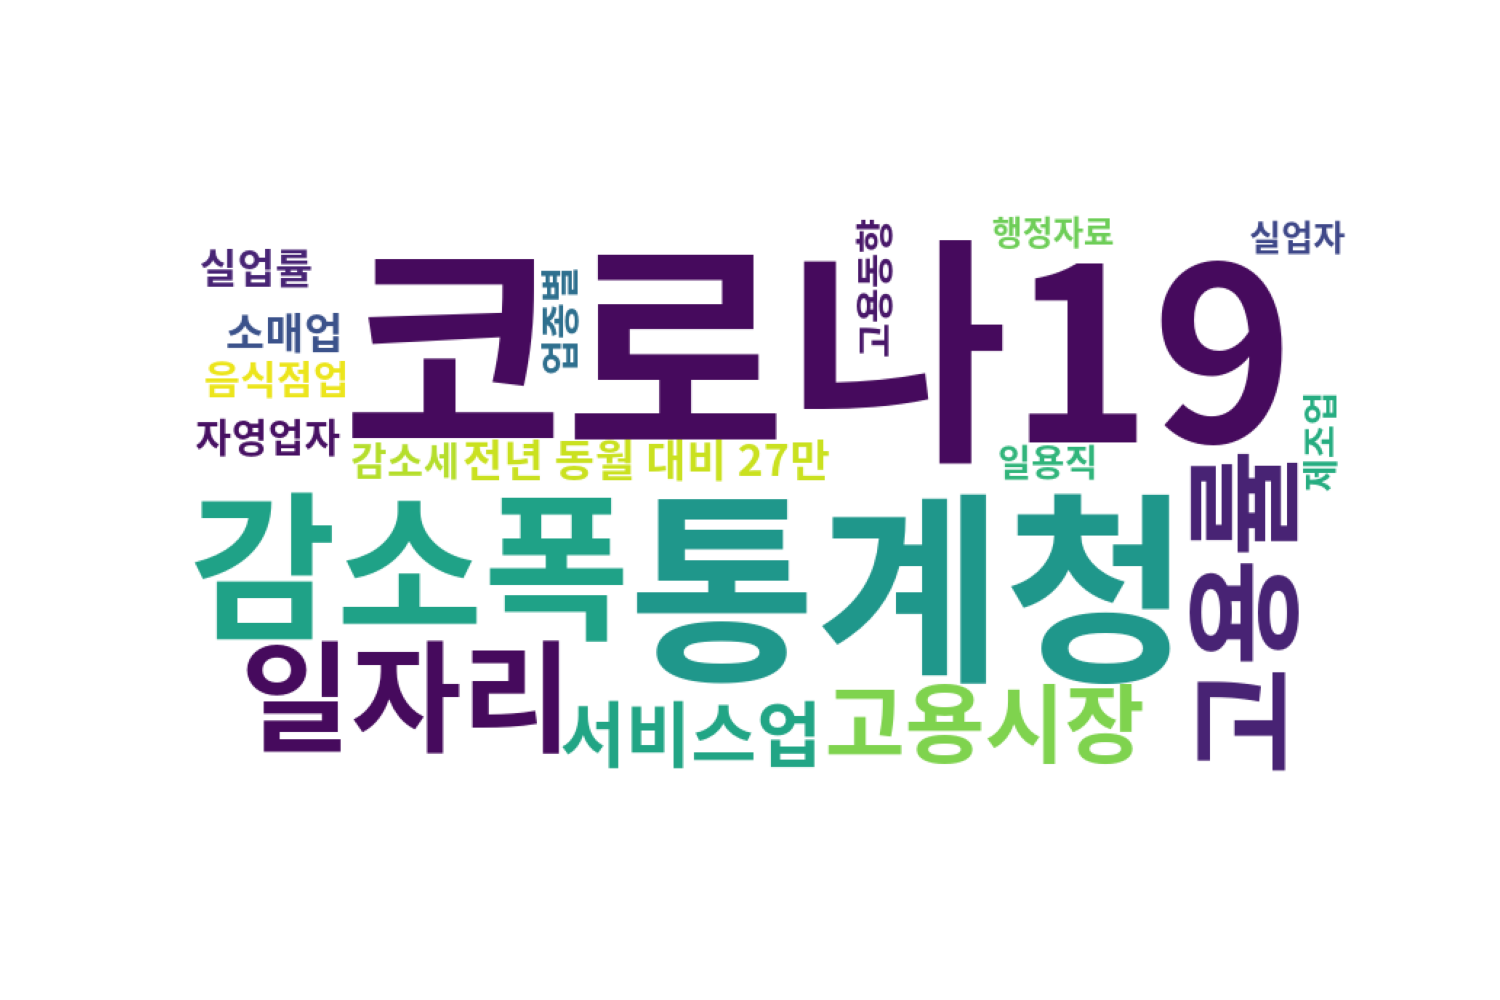 코로나19
실업률
업종별
고용동향
행정자료
실업자
소매업
음식점업
자영업자
감소세
전년 동월 대비 27만
일용직
제조업
감소폭
통계청
고용률
일자리
서비스업
고용시장